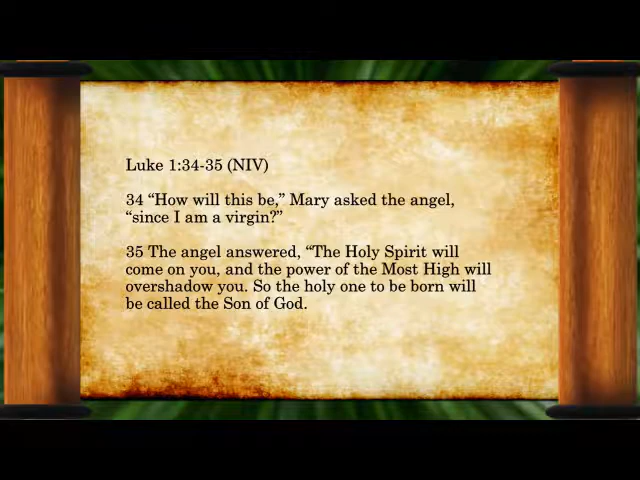 Luke 1:34-35 (NIV)
34 “How will this be,” Mary asked the angel,
“since I am a virgin?”
35 The angel answered, “The Holy Spirit will
come on you, and the power of the Most High will
overshadow you. So the holy one to be born will
be called the Son of God.